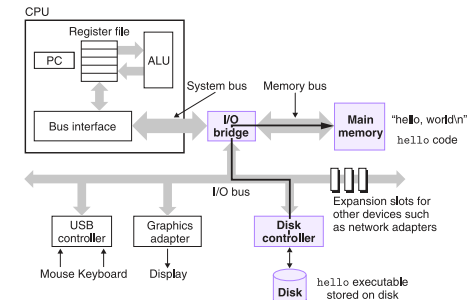 CPU
Register file
PC
ALU
System bus
Memory bus
Bus interface
I/O
bridge
Main
memory
"hello, world\n"
hello code
I/O bus
Expansion slots for
other devices such
as network adapters
USB
controller
Graphics
adapter
Disk
controller
Mouse Keyboard
Display
Disk
hello executable
stored on disk